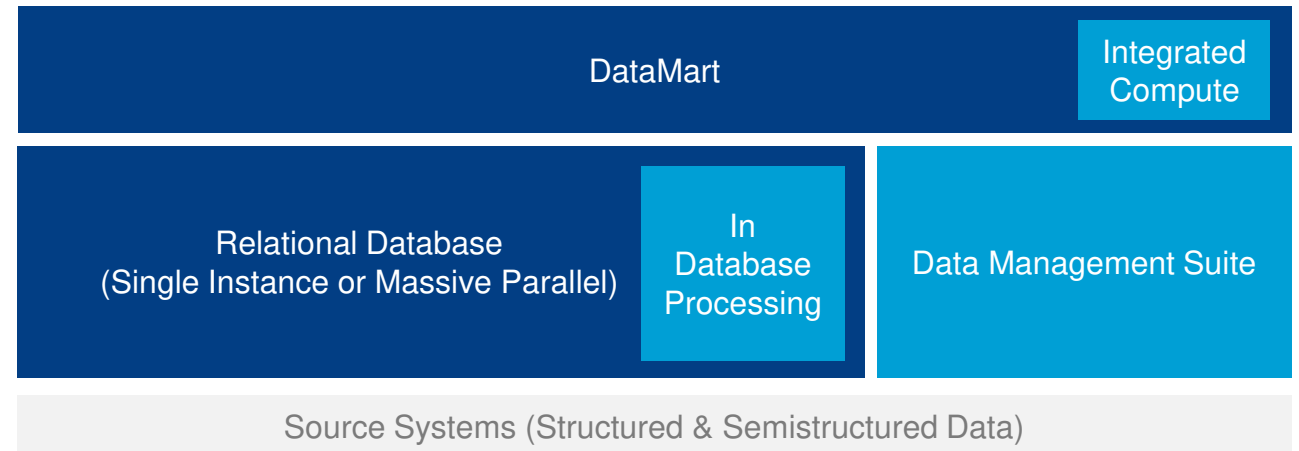 DataMart
Integrated
Compute
Relational Database
(Single Instance or Massive Parallel)
In
Database
Processing
Data Management Suite
Source Systems (Structured & Semistructured Data)